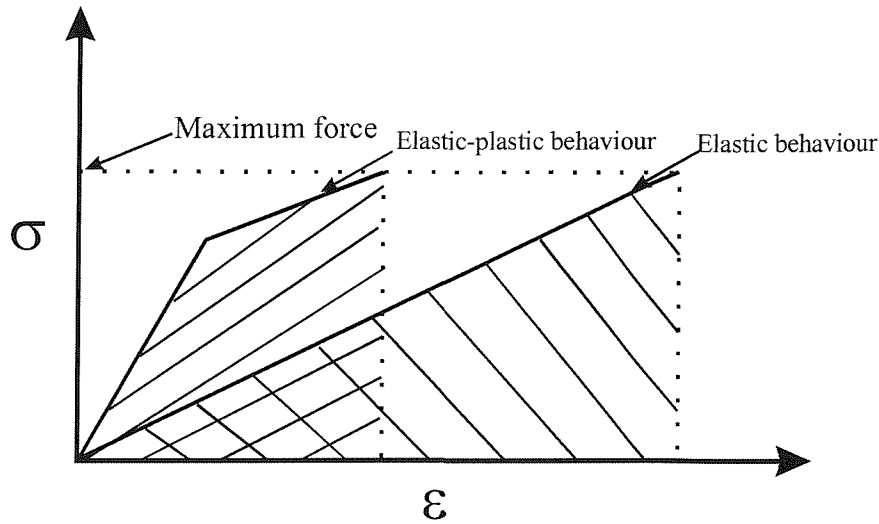 Maximum force
Elastic-plastic behaviour
Elastic behaviour
σ
ε